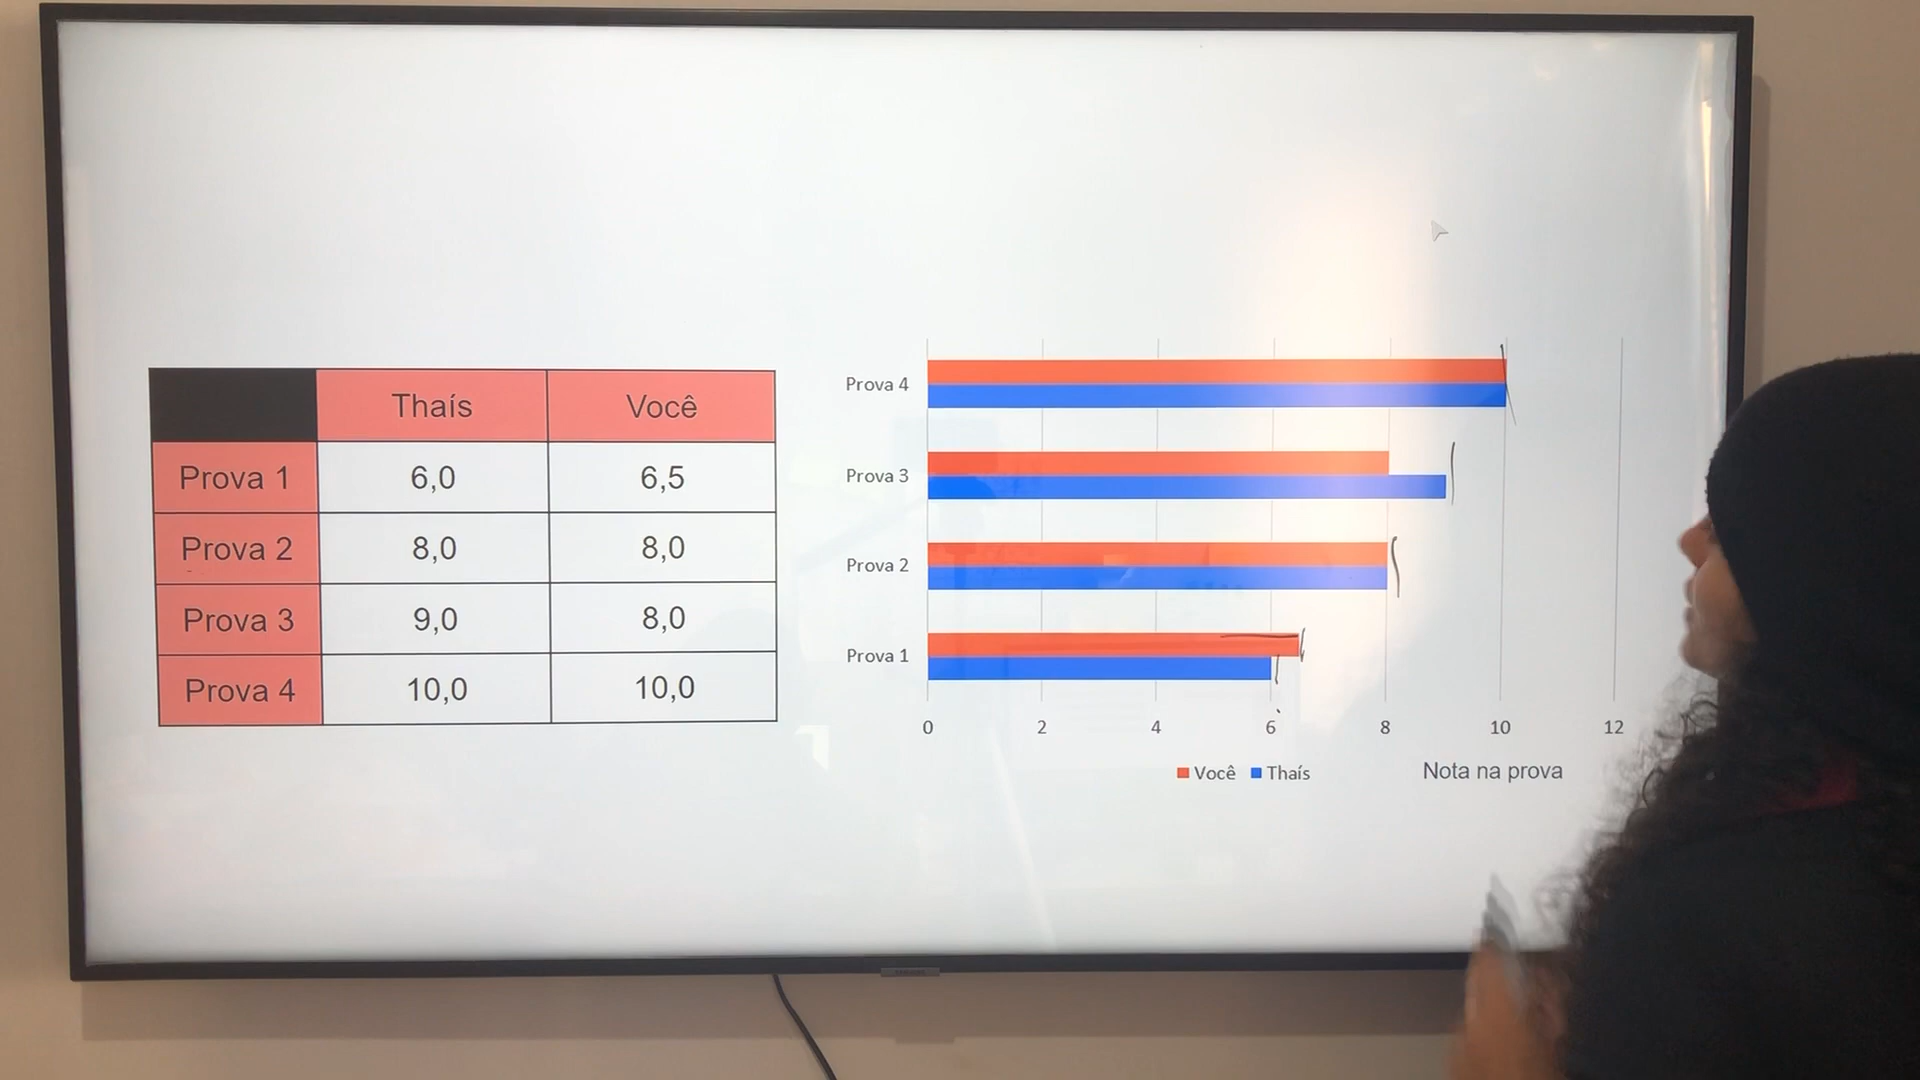 Thaís Você
Prova 1 6,0 6,5
Prova 2 8,0 8,0
Prova 3 9,0 8,0
Prova 4 10,0 10,0
Prova 4
Prova 3
Prova 2
Prova 1
0 2 4 6 8 10 12
Você Thaís
Nota na prova